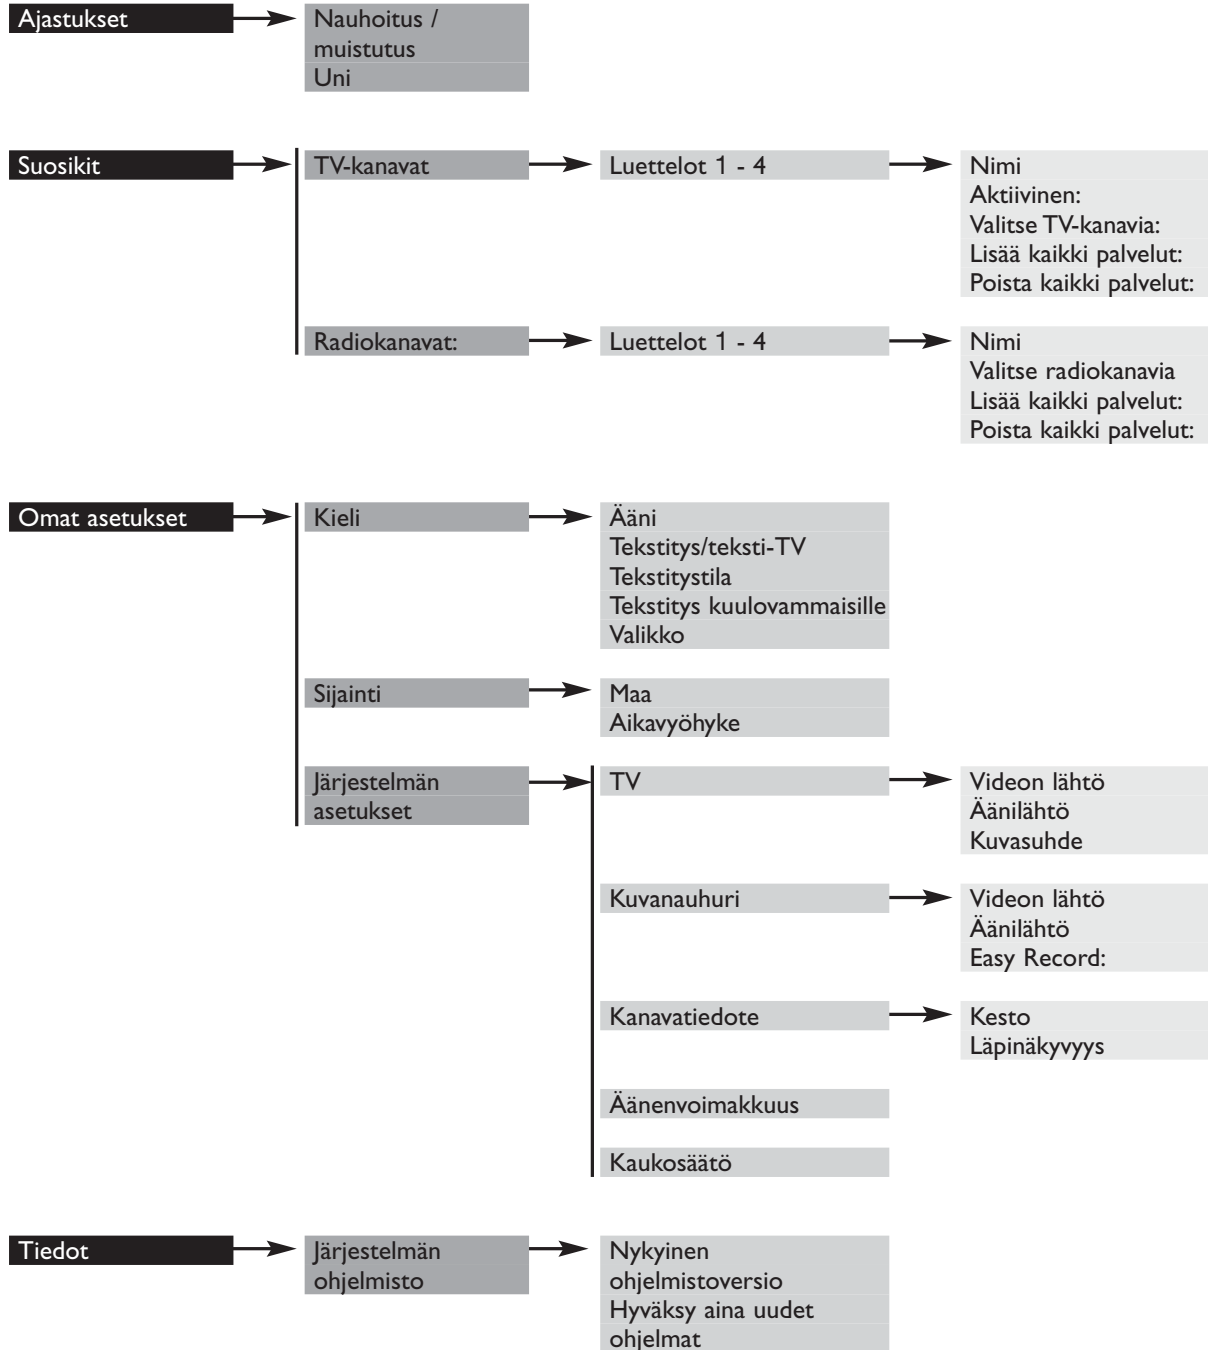 Ajastukset
Nauhoitus /
muistutus
Uni
Suosikit
TV-kanavat
Luettelot 1 - 4
Nimi
Aktiivinen:
Valitse TV-kanavia:
Lisää kaikki palvelut:
Poista kaikki palvelut:
Radiokanavat:
Luettelot 1 - 4
Nimi
Valitse radiokanavia
Lisää kaikki palvelut:
Poista kaikki palvelut:
Omat asetukset
Kieli
Ääni
Tekstitys/teksti-TV
Tekstitystila
Tekstitys kuulovammaisille
Valikko
Sijainti
Maa
Aikavyöhyke
Järjestelmän
asetukset
TV
Videon lähtö
Äänilähtö
Kuvasuhde
Kuvanauhuri
Videon lähtö
Äänilähtö
Easy Record:
Kanavatiedote
Kesto
Läpinäkyvyys
Äänenvoimakkuus
Kaukosäätö
Tiedot
Järjestelmän
ohjelmisto
Nykyinen
ohjelmistoversio
Hyväksy aina uudet
ohjelmat